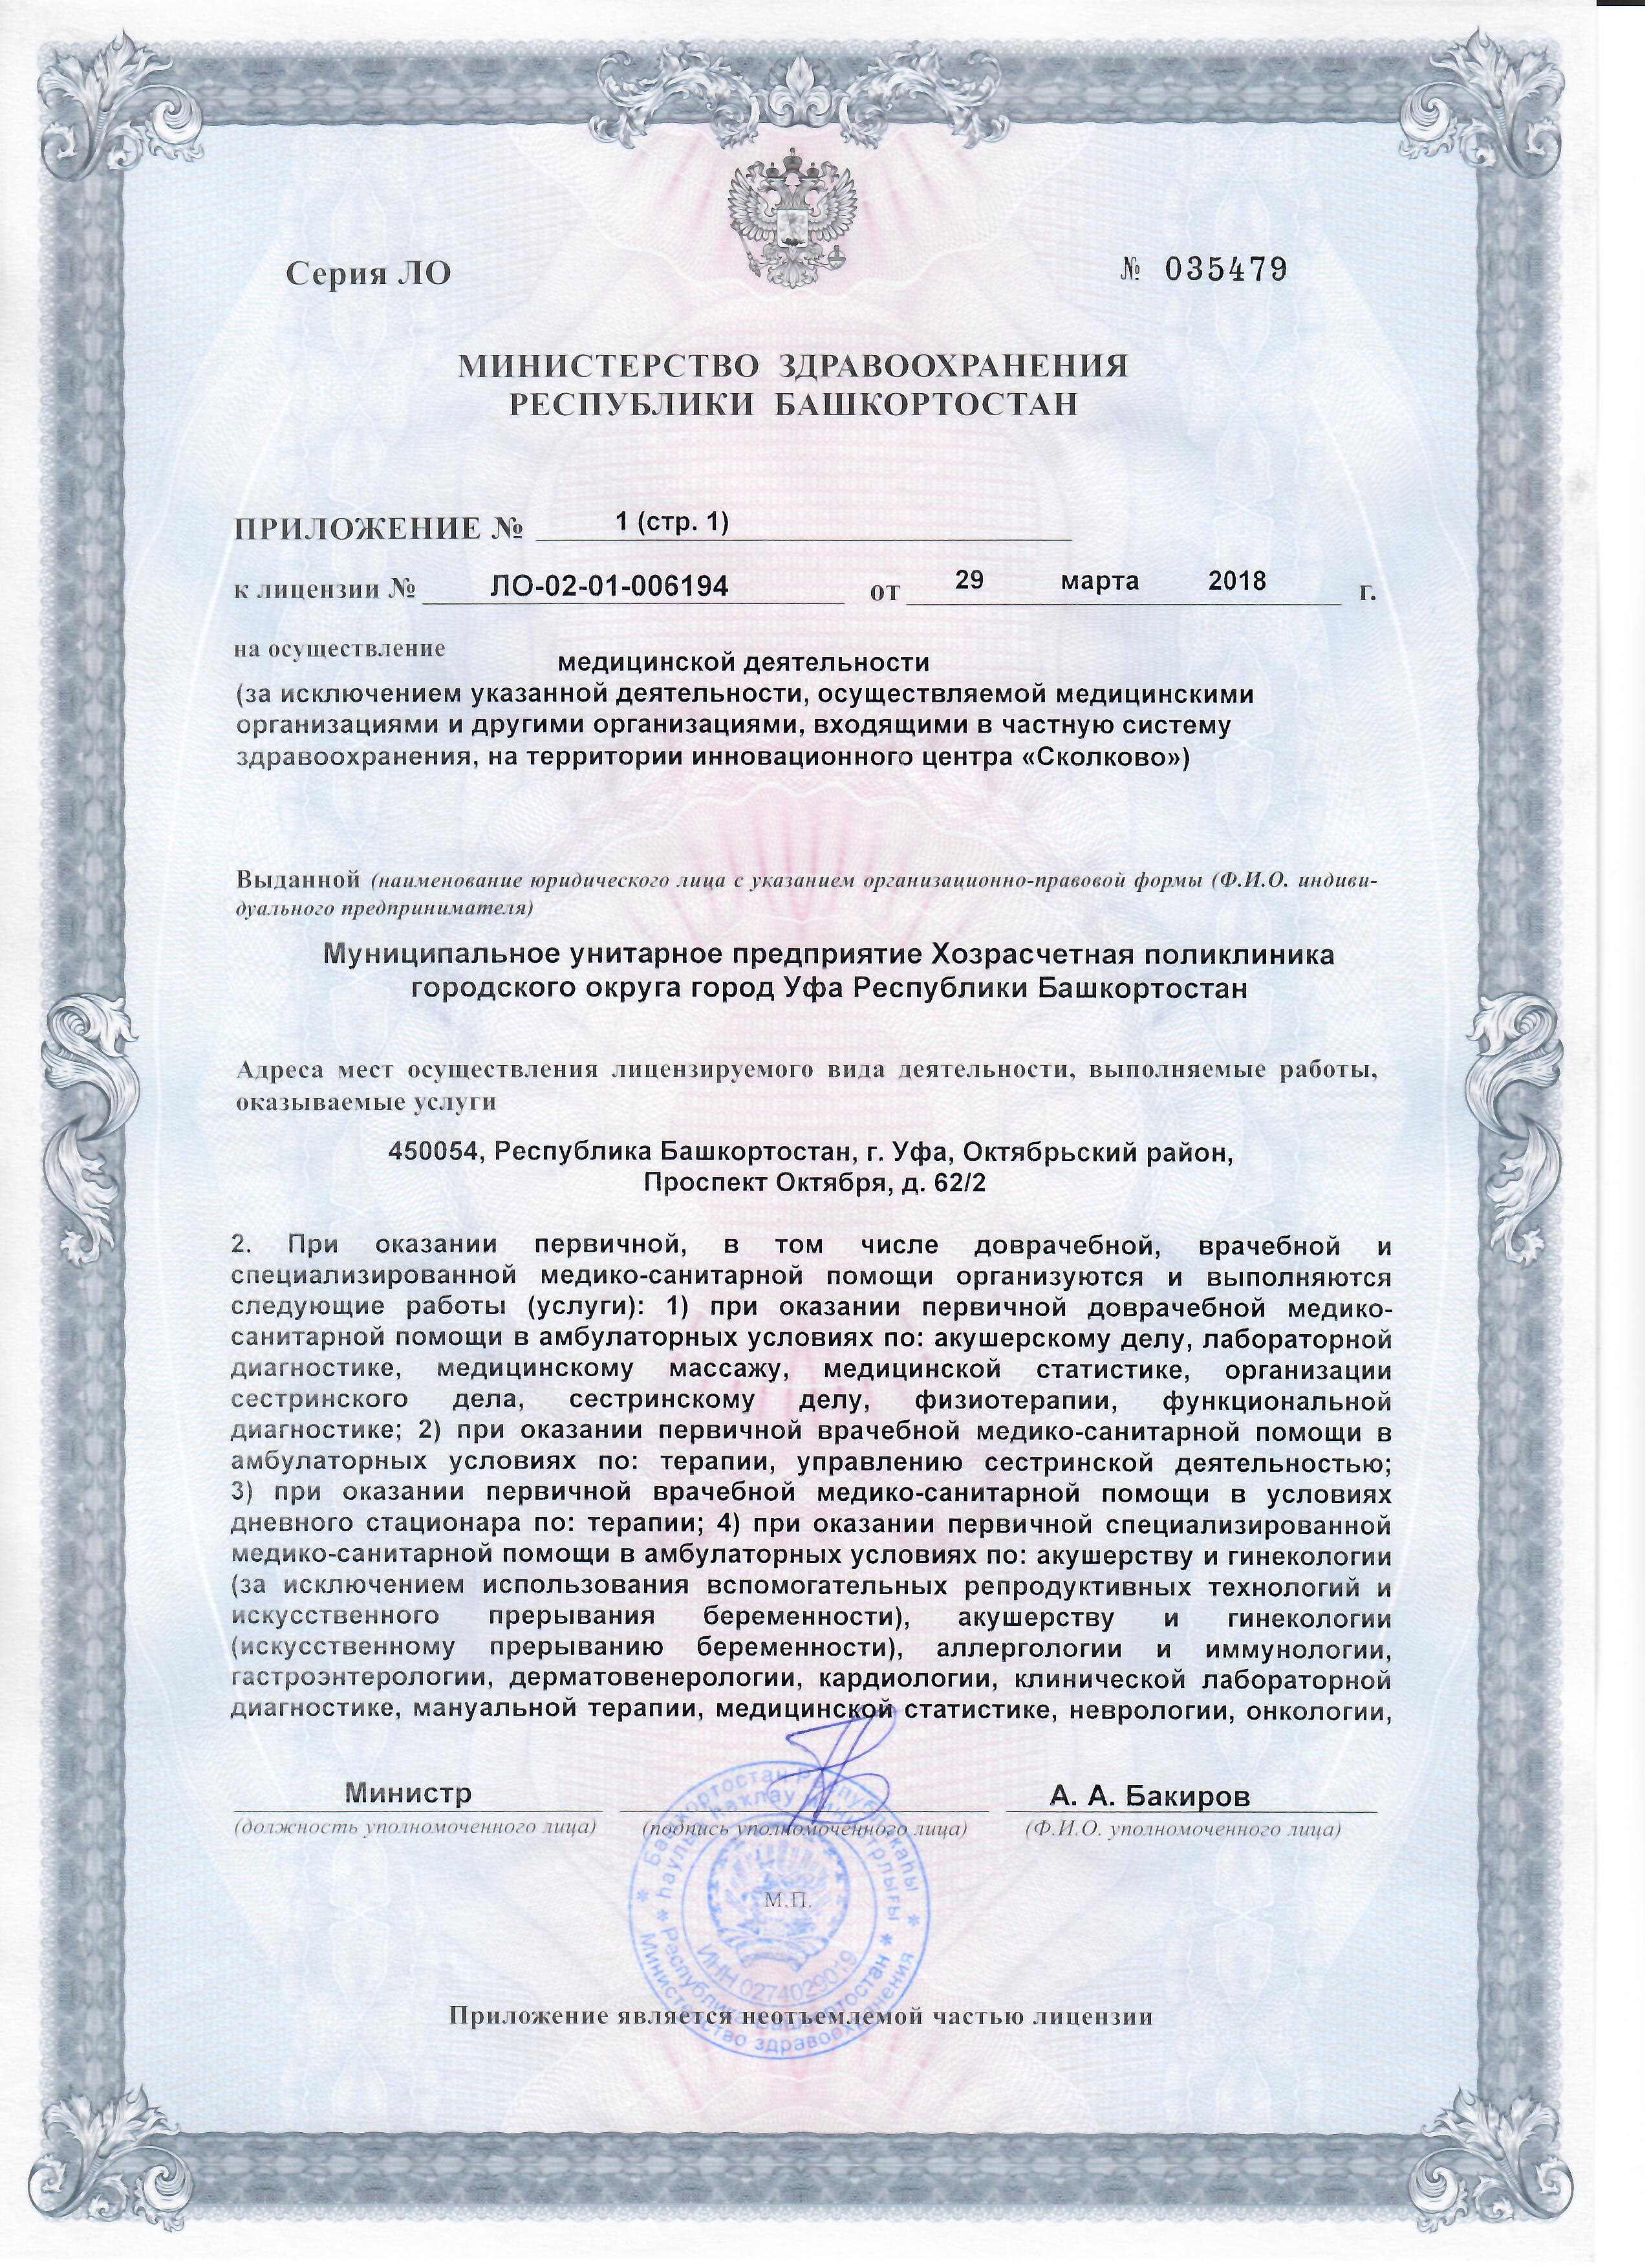 Серия ЛО
№ 035479
МИНИСТЕРСТВО ЗДРАВООХРАНЕНИЯ
РЕСПУБЛИКИ БАШКОРТОСТАН
ПРИЛОЖЕНИЕ № 1 (стр. 1)
к лицензии № ЛО-02-01-006194 от 29 марта 2018 г.
на осуществление
медицинской деятельности
(за исключением указанной деятельности, осуществляемой медицинскими
организациями и другими организациями, входящими в частную систему
здравоохранения, на территории инновационного центра «Сколково»)
Выданной (наименование юридического лица с указанием организационно-правовой формы (Ф.И.О. индиви-
дуального предпринимателя)
Муниципальное унитарное предприятие Хозрасчетная поликлиника
городского округа город Уфа Республики Башкортостан
Адреса мест осуществления лицензируемого вида деятельности, выполняемые работы,
оказываемые услуги
450054, Республика Башкортостан, г. Уфа, Октябрьский район,
Проспект Октября, д. 62/2
2. При оказании первичной, в том числе доврачебной, врачебной и
специализированной медико-санитарной помощи организуются и выполняются
следующие работы (услуги): 1) при оказании первичной доврачебной медико-
санитарной помощи в амбулаторных условиях по: акушерскому делу, лабораторной
диагностике, медицинскому массажу, медицинской статистике, организации
сестринского дела, сестринскому делу, физиотерапии, функциональной
диагностике; 2) при оказании первичной врачебной медико-санитарной помощи в
амбулаторных условиях по: терапии, управлению сестринской деятельностью;
3) при оказании первичной врачебной медико-санитарной помощи в условиях
дневного стационара по: терапии; 4) при оказании первичной специализированной
медико-санитарной помощи в амбулаторных условиях по: акушерству и гинекологии
(за исключением использования вспомогательных репродуктивных технологий и
искусственного прерывания беременности), акушерству и гинекологии
(искусственному прерыванию беременности), аллергологии и иммунологии,
гастроэнтерологии, дерматовенерологии, кардиологии, клинической лабораторной
диагностике, мануальной терапии, медицинской статистике, неврологии, онкологии,
Министр
А. А. Бакиров
(должность уполномоченного лица)
(подпись уполномоченного лица)
(Ф.И.О. уполномоченного лица)
Башкортостан Республикаһы
һаулыҡ һаҡлау министрлығы
М.П.
ИНН 0274029019
Республика Башкортостан
Министерство здравоохранения
Приложение является неотъемлемой частью лицензии